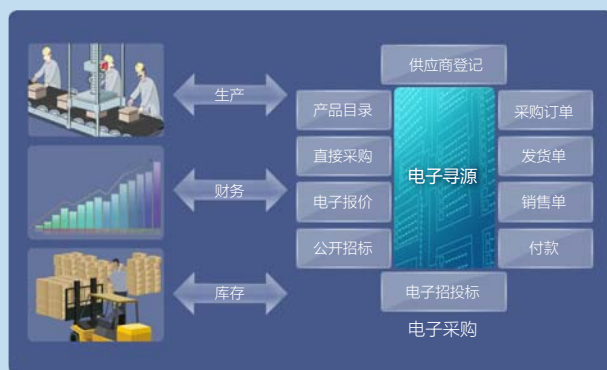 供应商登记
生产
产品目录
采购订单
直接采购
电子寻源
发货单
财务
电子报价
销售单
公开招标
付款
库存
电子招投标
电子采购